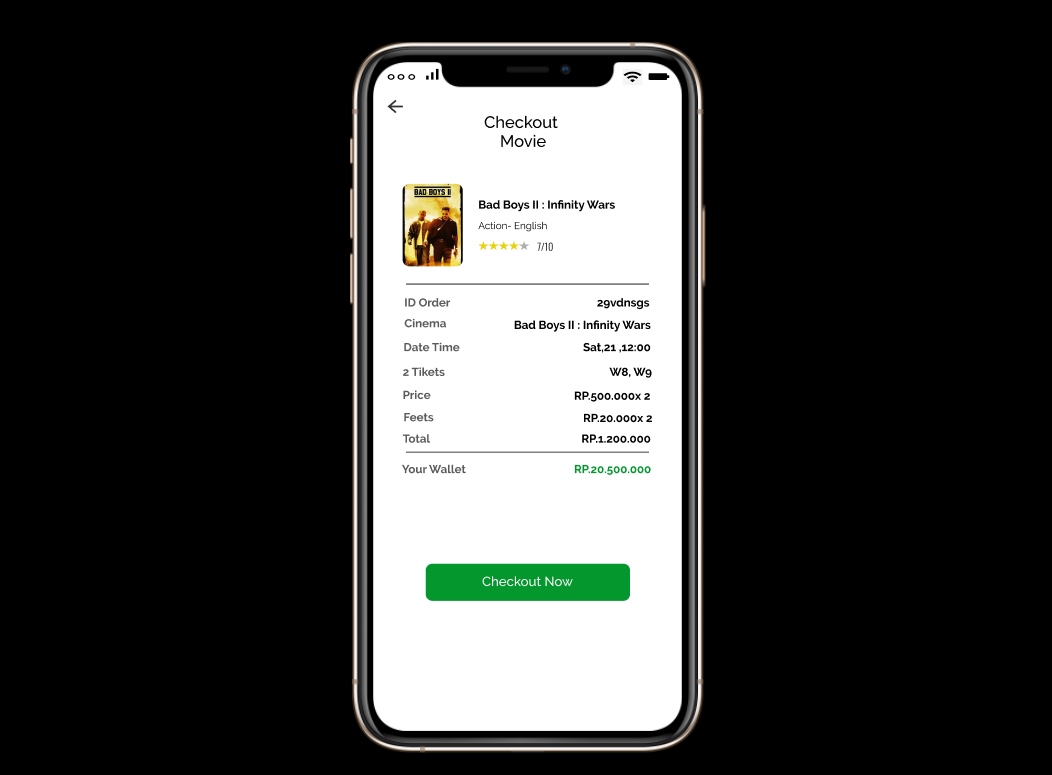 Checkout
Movie
BAD BOYS II
Bad Boys II : Infinity Wars
Action- English
7/10
ID Order 29vdnsgs
Cinema Bad Boys II : Infinity Wars
Date Time Sat,21 ,12:00
2 Tikets W8, W9
Price RP.500.000x 2
Feets RP.20.000x 2
Total RP.1.200.000
Your Wallet RP.20.500.000
Checkout Now